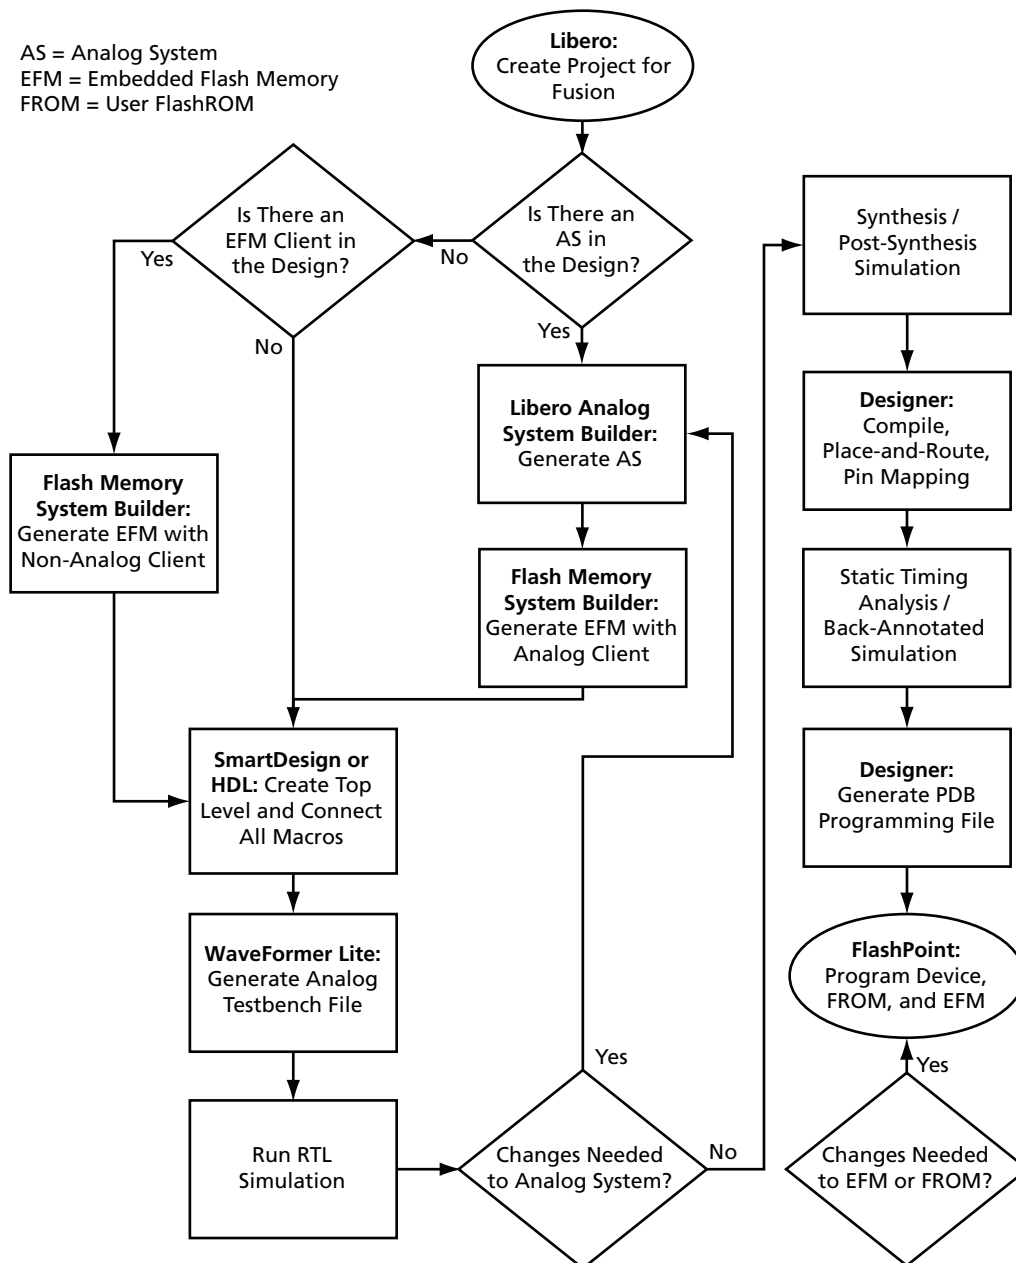 AS = Analog System
EFM = Embedded Flash Memory
FROM = User FlashROM
Libero:
Create Project for
Fusion
Is There an
AS in
the Design?
No
Yes
Is There an
EFM Client in
the Design?
Yes
No
Flash Memory
System Builder:
Generate EFM with
Non-Analog Client
Libero Analog
System Builder:
Generate AS
Flash Memory
System Builder:
Generate EFM with
Analog Client
SmartDesign or
HDL: Create Top
Level and Connect
All Macros
WaveFormer Lite:
Generate Analog
Testbench File
Run RTL
Simulation
Changes Needed
to Analog System?
Yes
No
Synthesis /
Post-Synthesis
Simulation
Designer:
Compile,
Place-and-Route,
Pin Mapping
Static Timing
Analysis /
Back-Annotated
Simulation
Designer:
Generate PDB
Programming File
FlashPoint:
Program Device,
FROM, and EFM
Yes
Changes Needed
to EFM or FROM?